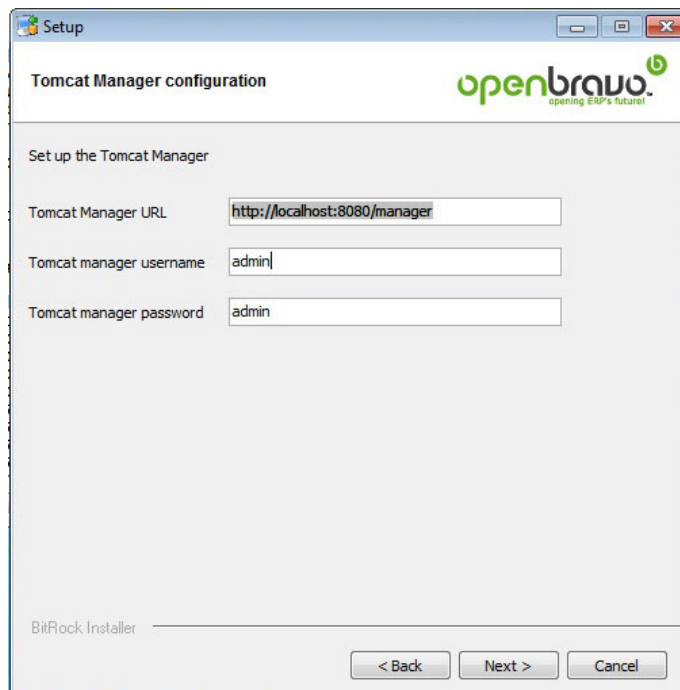 Setup
Tomcat Manager configuration
openbravo™
b
opening ERP's future!
Set up the Tomcat Manager
Tomcat Manager URL http://localhost:8080/manager
Tomcat manager username admin
Tomcat manager password admin
BitRock Installer
< Back Next > Cancel